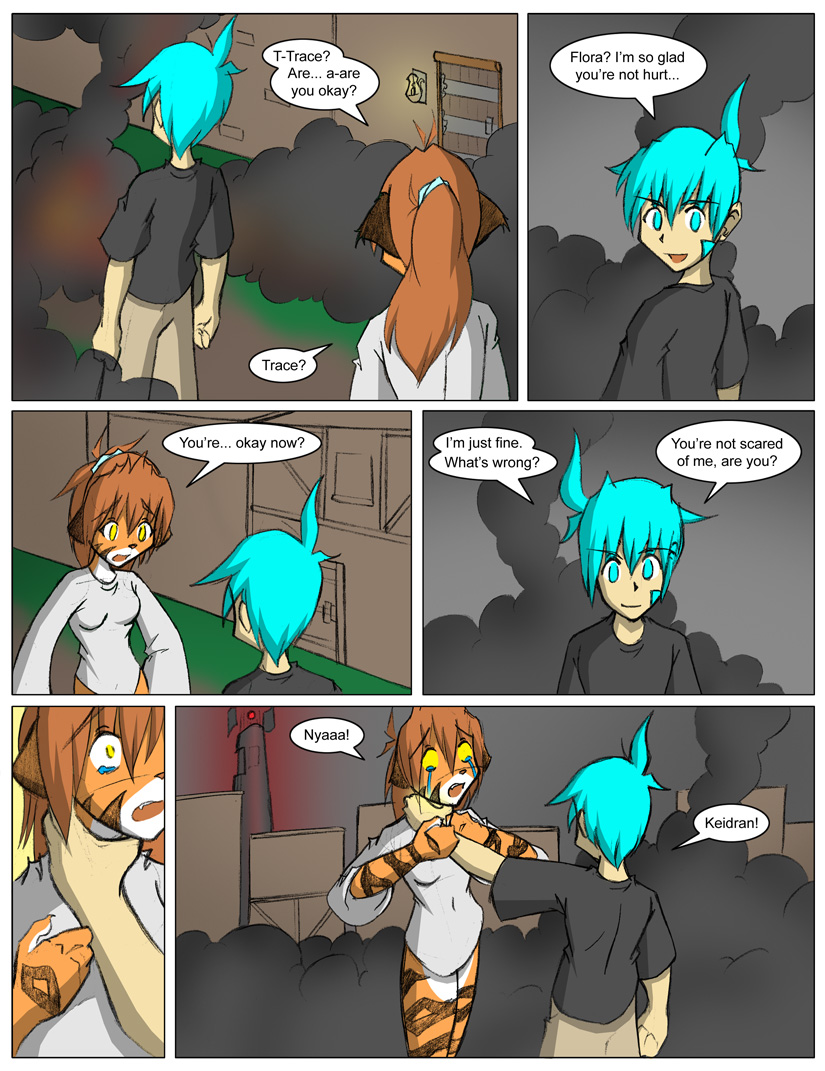 T-Trace?
Are... a-are
you okay?
Trace?
Flora? I'm so glad
you're not hurt...
You're... okay now?
I'm just fine.
What's wrong?
You're not scared
of me, are you?
Nyaaa!
Keidran!